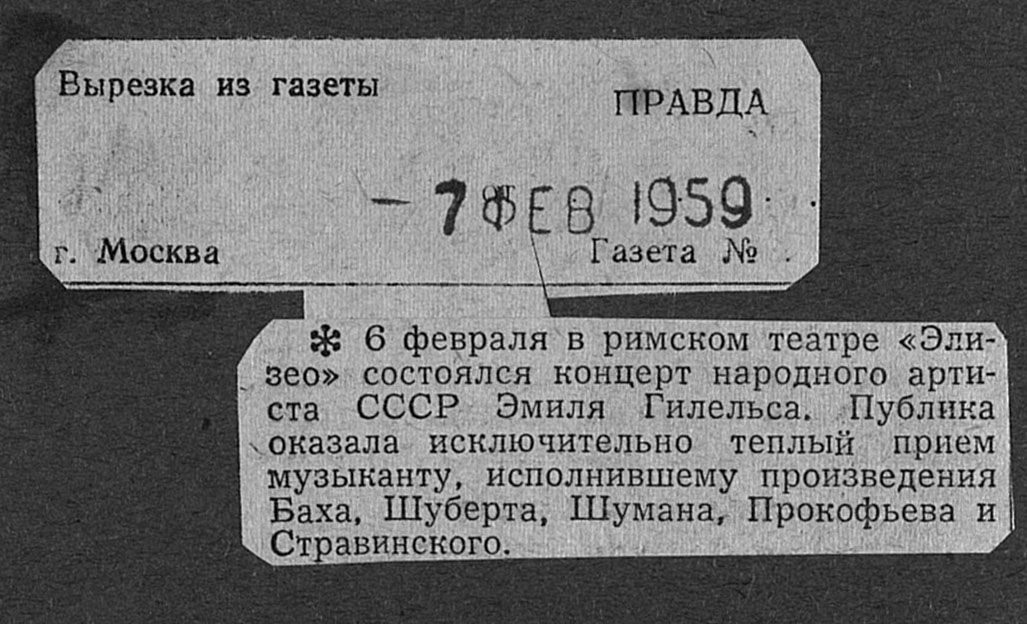 Вырезка из газеты
ПРАВДА
- 7 ФЕВ 1959
г. Москва
Газета №
* 6 февраля в римском театре «Эли-
зео» состоялся концерт народного арти-
ста СССР Эмиля Гилельса. Публика
оказала исключительно теплый прием
музыканту, исполнившему произведения
Баха, Шуберта, Шумана, Прокофьева и
Стравинского.